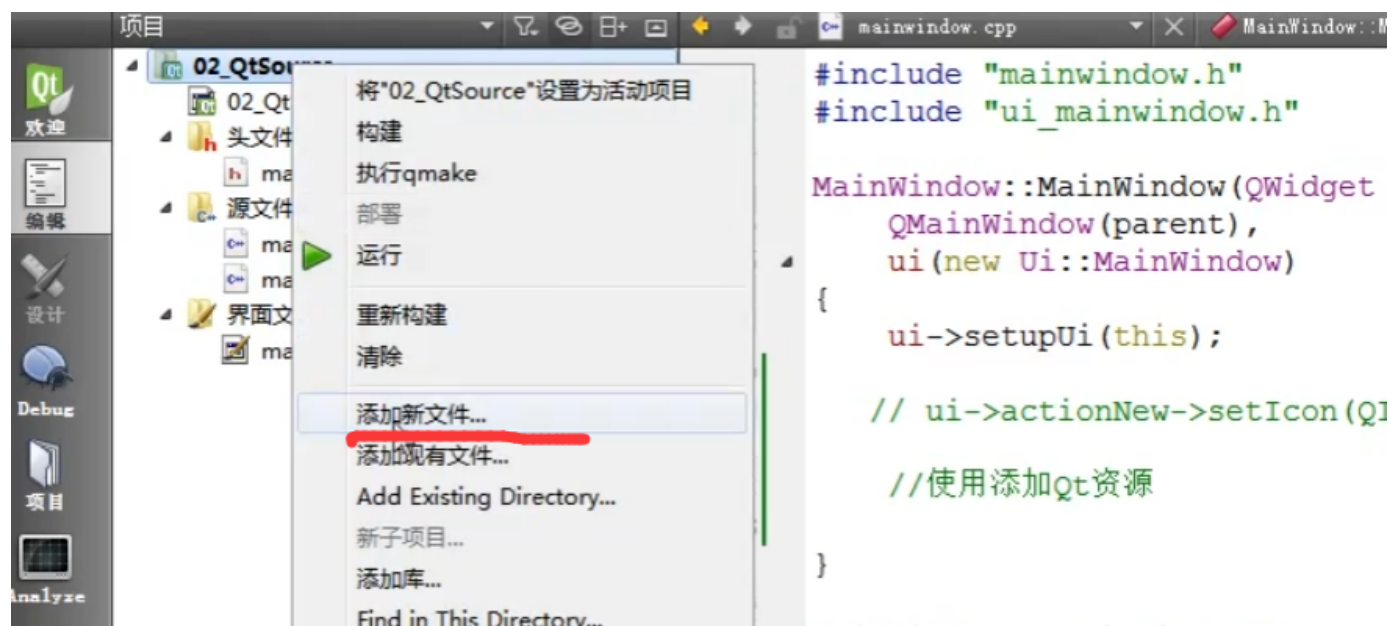 项目
mainwindow.cpp
MainWindow::M
欢迎
编辑
设计
Debug
项目
Analyze
02_QtSource
02_Qt
头文件
ma
源文件
ma
ma
界面文
ma
将"02_QtSource"设置为活动项目
构建
执行qmake
部署
运行
重新构建
清除
添加新文件...
添加现有文件...
Add Existing Directory...
新子项目...
添加库...
Find in This Directory...
#include "mainwindow.h"
#include "ui_mainwindow.h"
MainWindow::MainWindow(QWidget
QMainWindow(parent),
ui(new Ui::MainWindow)
{
ui->setupUi(this);
// ui->actionNew->setIcon(QI
//使用添加Qt资源
}